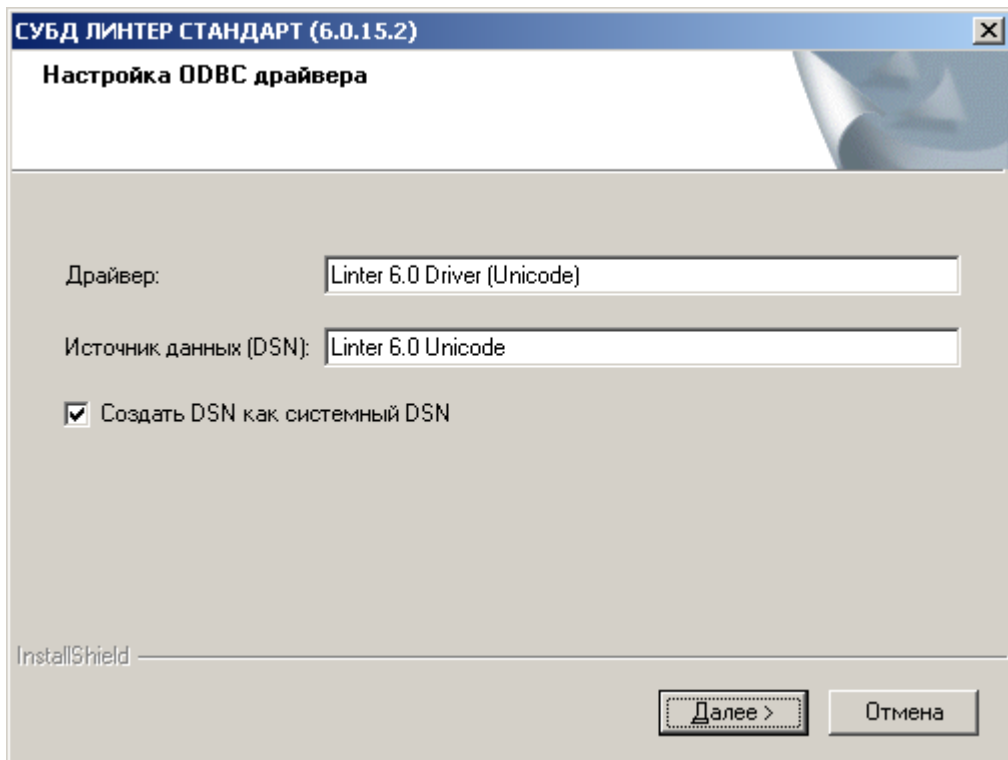 СУБД ЛИНТЕР СТАНДАРТ (6.0.15.2)
Настройка ODBC драйвера
Драйвер: Linter 6.0 Driver (Unicode)
Источник данных (DSN): Linter 6.0 Unicode
Создать DSN как системный DSN
InstallShield
Далее > Отмена